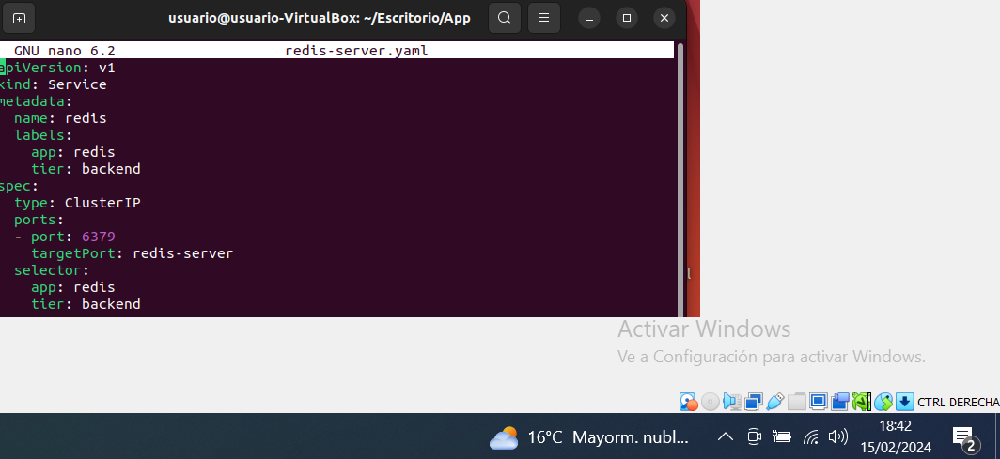 usuario@usuario-VirtualBox: ~/Escritorio/App
GNU nano 6.2 redis-server.yaml
apiVersion: v1
kind: Service
metadata:
  name: redis
  labels:
    app: redis
    tier: backend
spec:
  type: ClusterIP
  ports:
  - port: 6379
    targetPort: redis-server
  selector:
    app: redis
    tier: backend
Activar Windows
Ve a Configuración para activar Windows.
CTRL DERECHA
16°C Mayorm. nubl...
18:42
15/02/2024
2